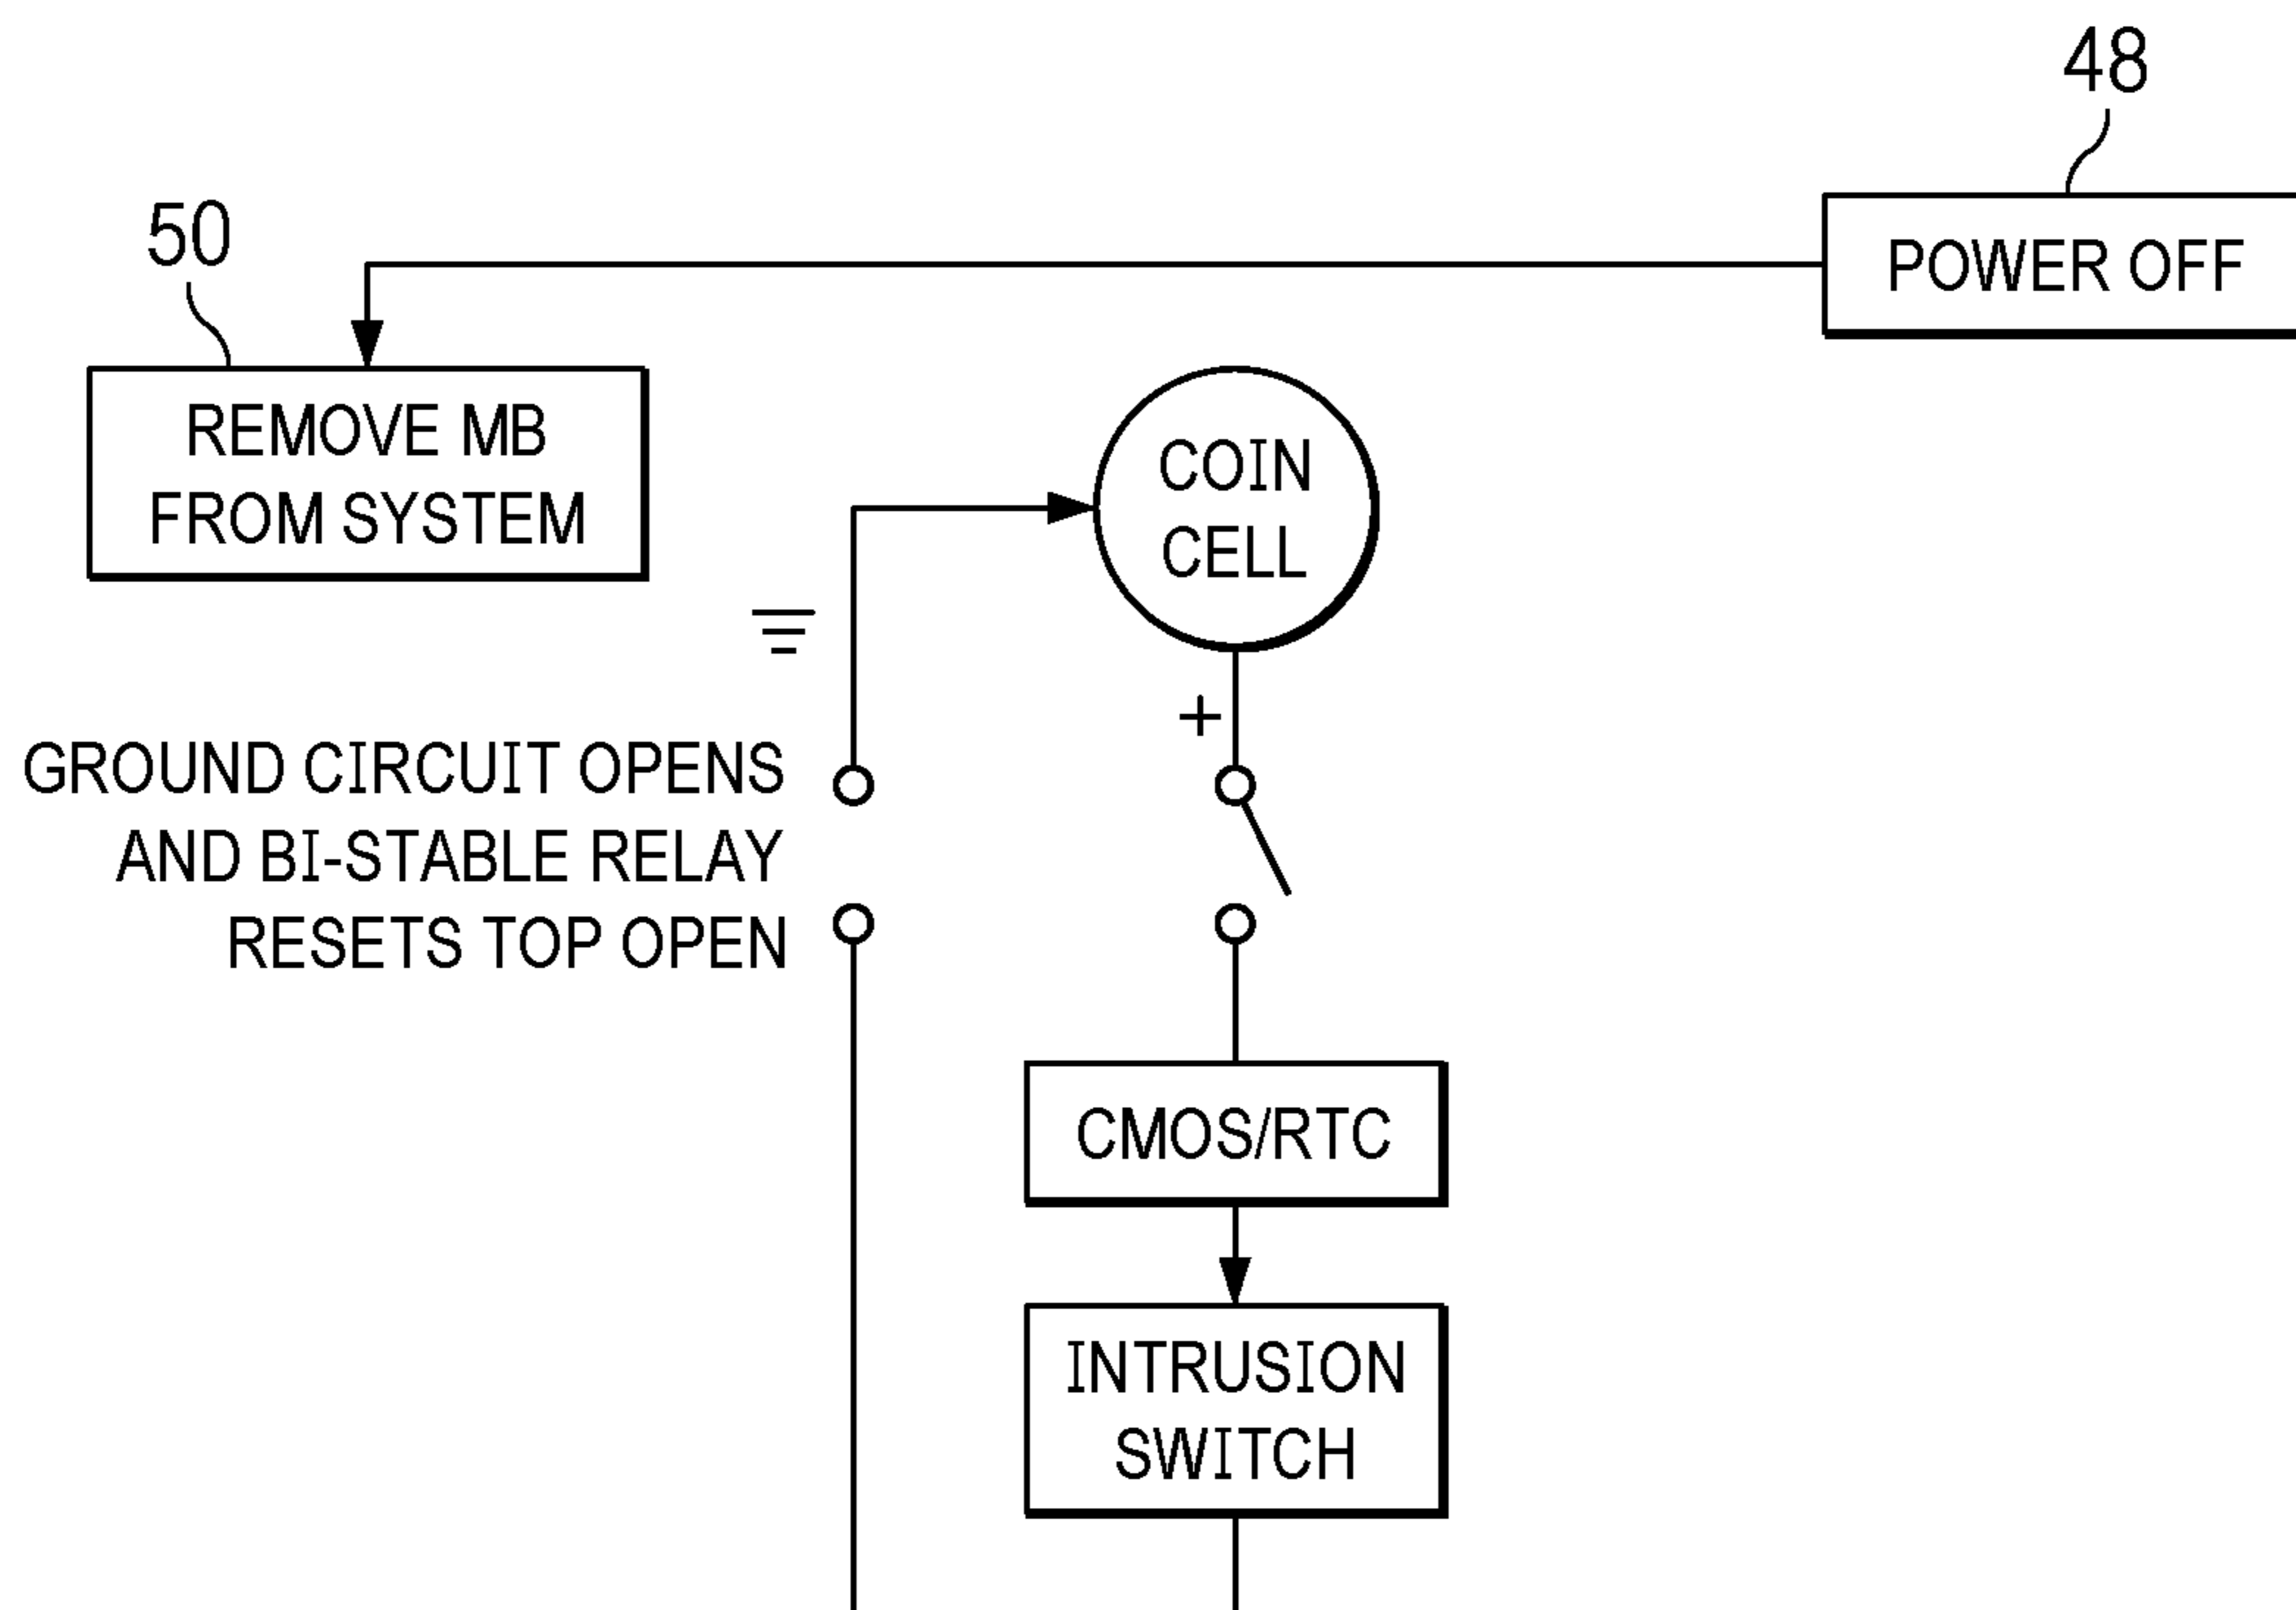 48
POWER OFF
50
REMOVE MB
FROM SYSTEM
COIN
CELL
+
GROUND CIRCUIT OPENS
AND BI-STABLE RELAY
RESETS TOP OPEN
CMOS/RTC
INTRUSION
SWITCH